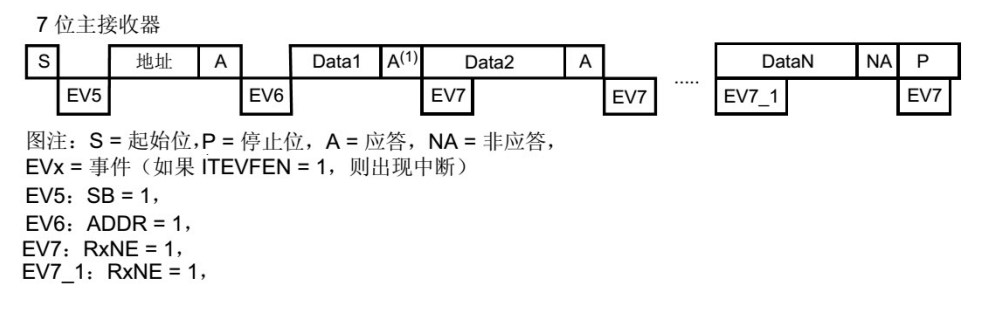 7 位主接收器
S 地址 A Data1 A(1) Data2 A ..... DataN NA P
EV5 EV6 EV7 EV7 EV7_1 EV7
图注：S = 起始位,P = 停止位，A = 应答，NA = 非应答，
EVx = 事件（如果 ITEVFEN = 1，则出现中断）
EV5：SB = 1，
EV6：ADDR = 1，
EV7：RxNE = 1，
EV7_1：RxNE = 1，